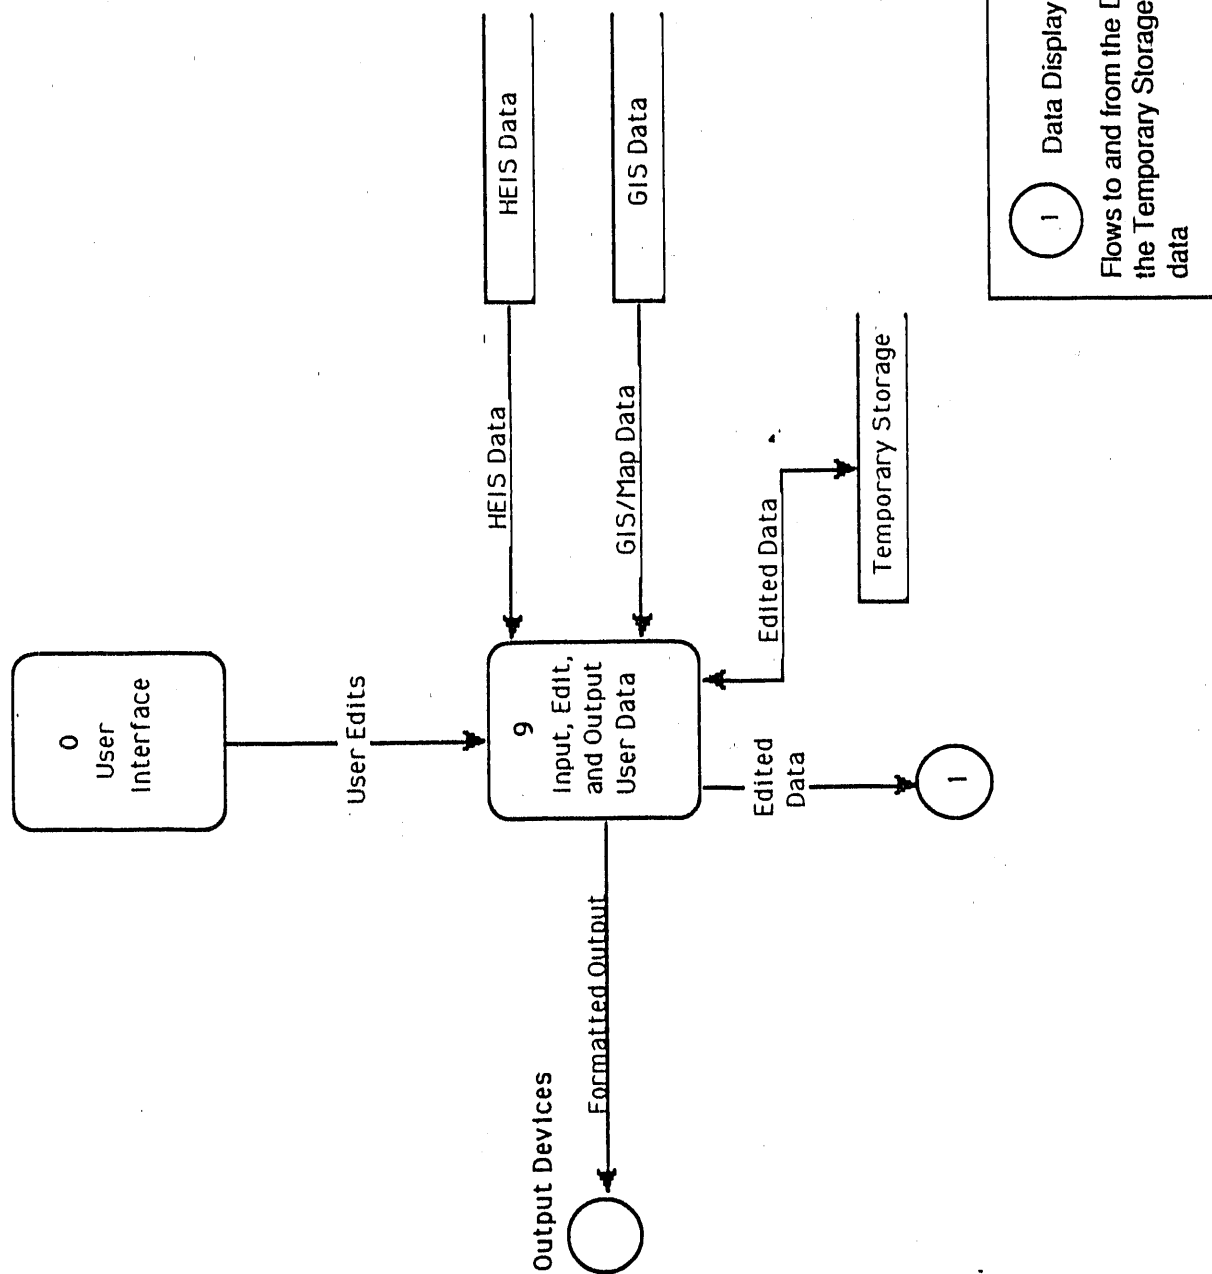 0
User
Interface
User Edits
HEIS Data
HEIS Data
GIS/Map Data
GIS Data
9
Input, Edit,
and Output
User Data
Output Devices
Formatted Output
Edited
Data
1
Edited Data
Temporary Storage
1
Data Display
Flows to and from the
the Temporary Storage
data